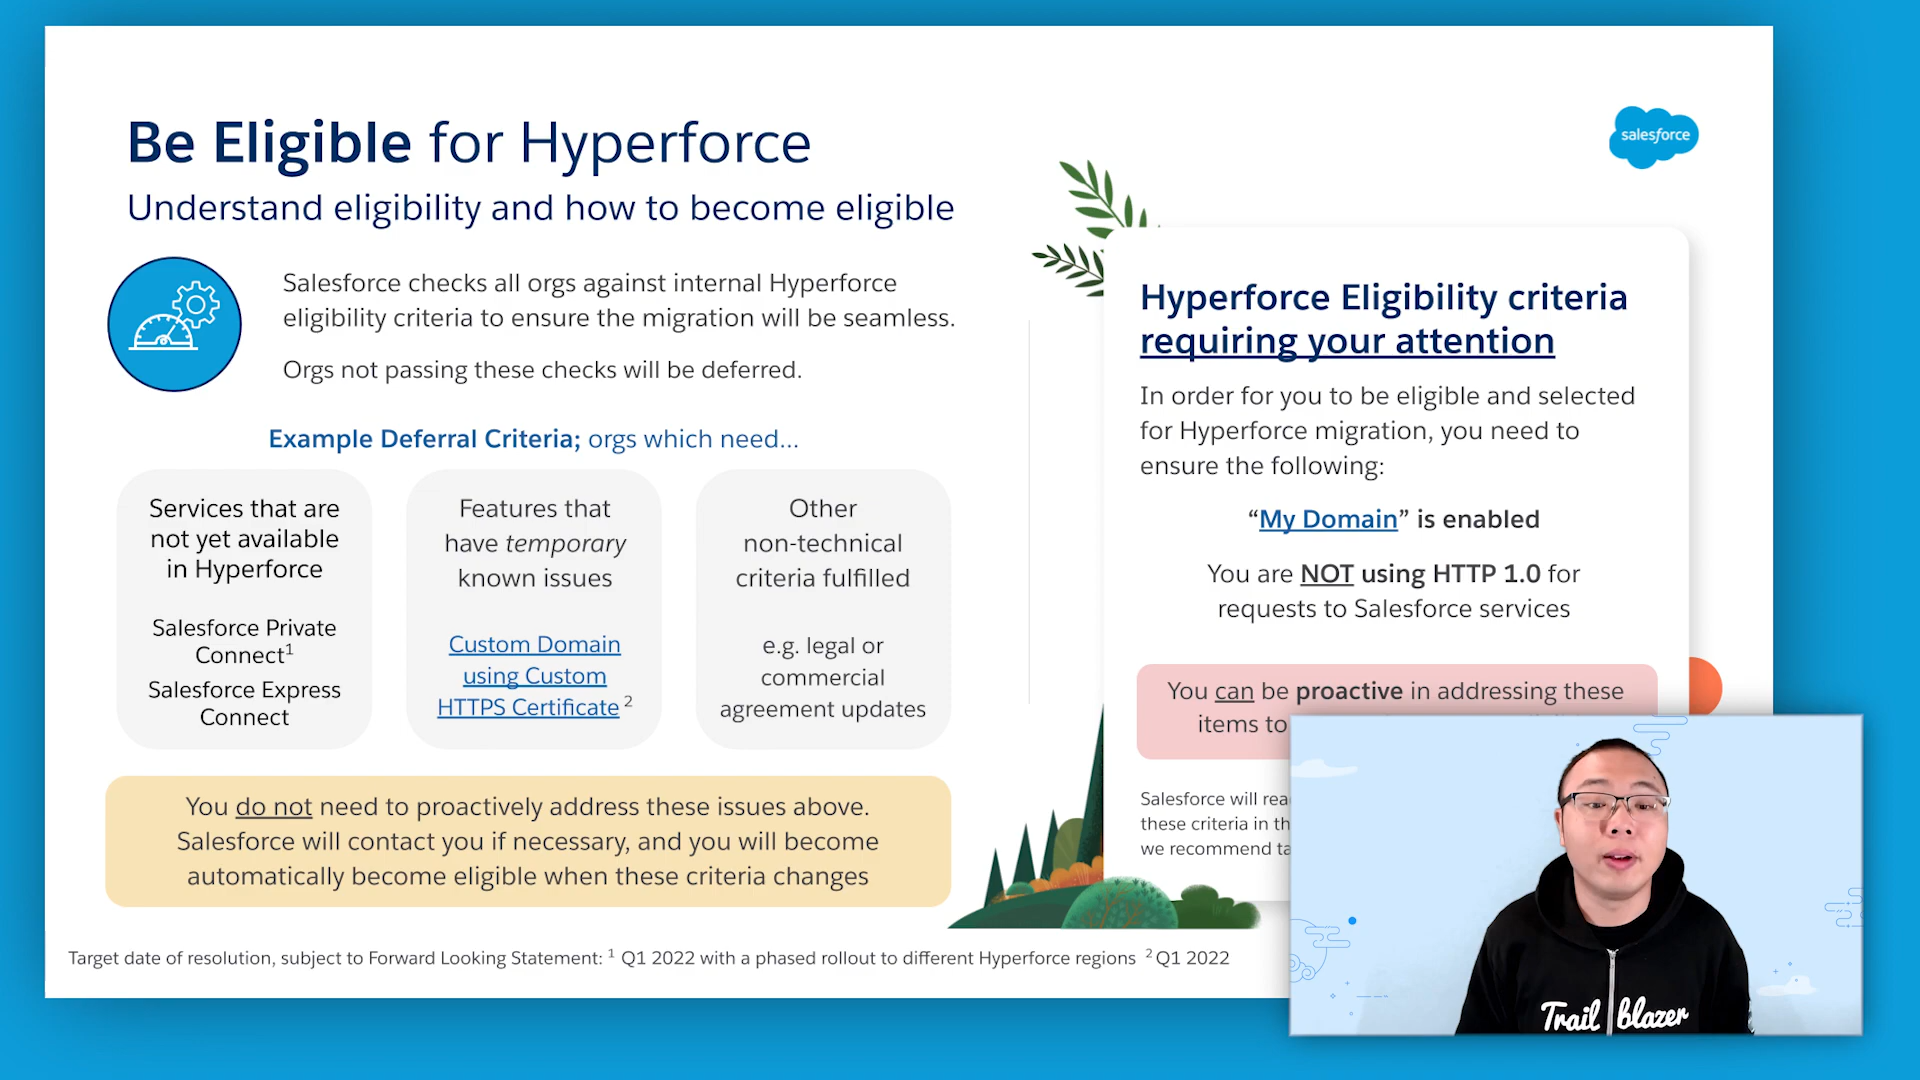 Be Eligible for Hyperforce
Understand eligibility and how to become eligible
salesforce
Salesforce checks all orgs against internal Hyperforce
eligibility criteria to ensure the migration will be seamless.
Orgs not passing these checks will be deferred.
Example Deferral Criteria; orgs which need...
Services that are
not yet available
in Hyperforce
Salesforce Private
Connect¹
Salesforce Express
Connect
Features that
have temporary
known issues
Custom Domain
using Custom
HTTPS Certificate ²
Other
non-technical
criteria fulfilled
e.g. legal or
commercial
agreement updates
You do not need to proactively address these issues above.
Salesforce will contact you if necessary, and you will become
automatically become eligible when these criteria changes
Hyperforce Eligibility criteria
requiring your attention
In order for you to be eligible and selected
for Hyperforce migration, you need to
ensure the following:
“My Domain” is enabled
You are NOT using HTTP 1.0 for
requests to Salesforce services
You can be proactive in addressing these
items to
Salesforce will
these criteria in
we recommend
Target date of resolution, subject to Forward Looking Statement: ¹ Q1 2022 with a phased rollout to different Hyperforce regions ² Q1 2022
Trail blazer